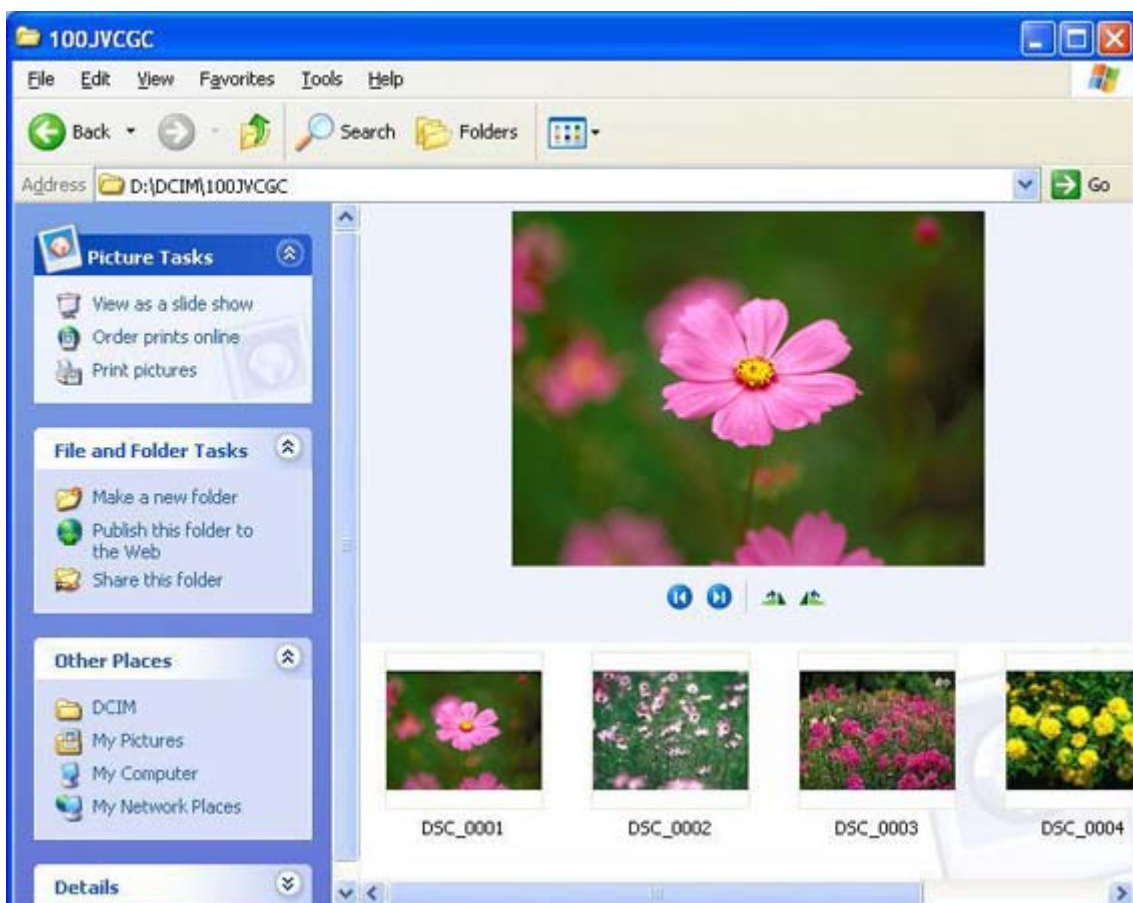 100JVCGC
File Edit View Favorites Tools Help
Back Search Folders
Address D:\DCIM\100JVCGC Go
Picture Tasks
View as a slide show
Order prints online
Print pictures
File and Folder Tasks
Make a new folder
Publish this folder to
the Web
Share this folder
Other Places
DCIM
My Pictures
My Computer
My Network Places
Details
DSC_0001 DSC_0002 DSC_0003 DSC_0004